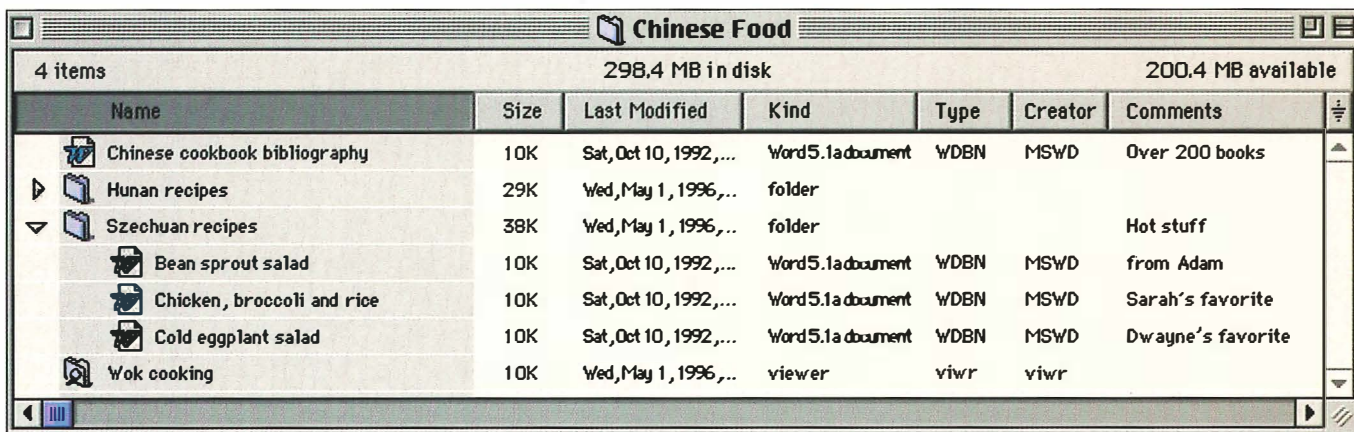 Chinese Food
4 items 298.4 MB in disk 200.4 MB available
Name Size Last Modified Kind Type Creator Comments
Chinese cookbook bibliography 10K Sat, Oct 10, 1992,... Word 5.1a document WDBN MSWD Over 200 books
Hunan recipes 29K Wed, May 1, 1996,... folder
Szechuan recipes 38K Wed, May 1, 1996,... folder Hot stuff
Bean sprout salad 10K Sat, Oct 10, 1992,... Word 5.1a document WDBN MSWD from Adam
Chicken, broccoli and rice 10K Sat, Oct 10, 1992,... Word 5.1a document WDBN MSWD Sarah's favorite
Cold eggplant salad 10K Sat, Oct 10, 1992,... Word 5.1a document WDBN MSWD Dwayne's favorite
Wok cooking 10K Wed, May 1, 1996,... viewer viwr viwr